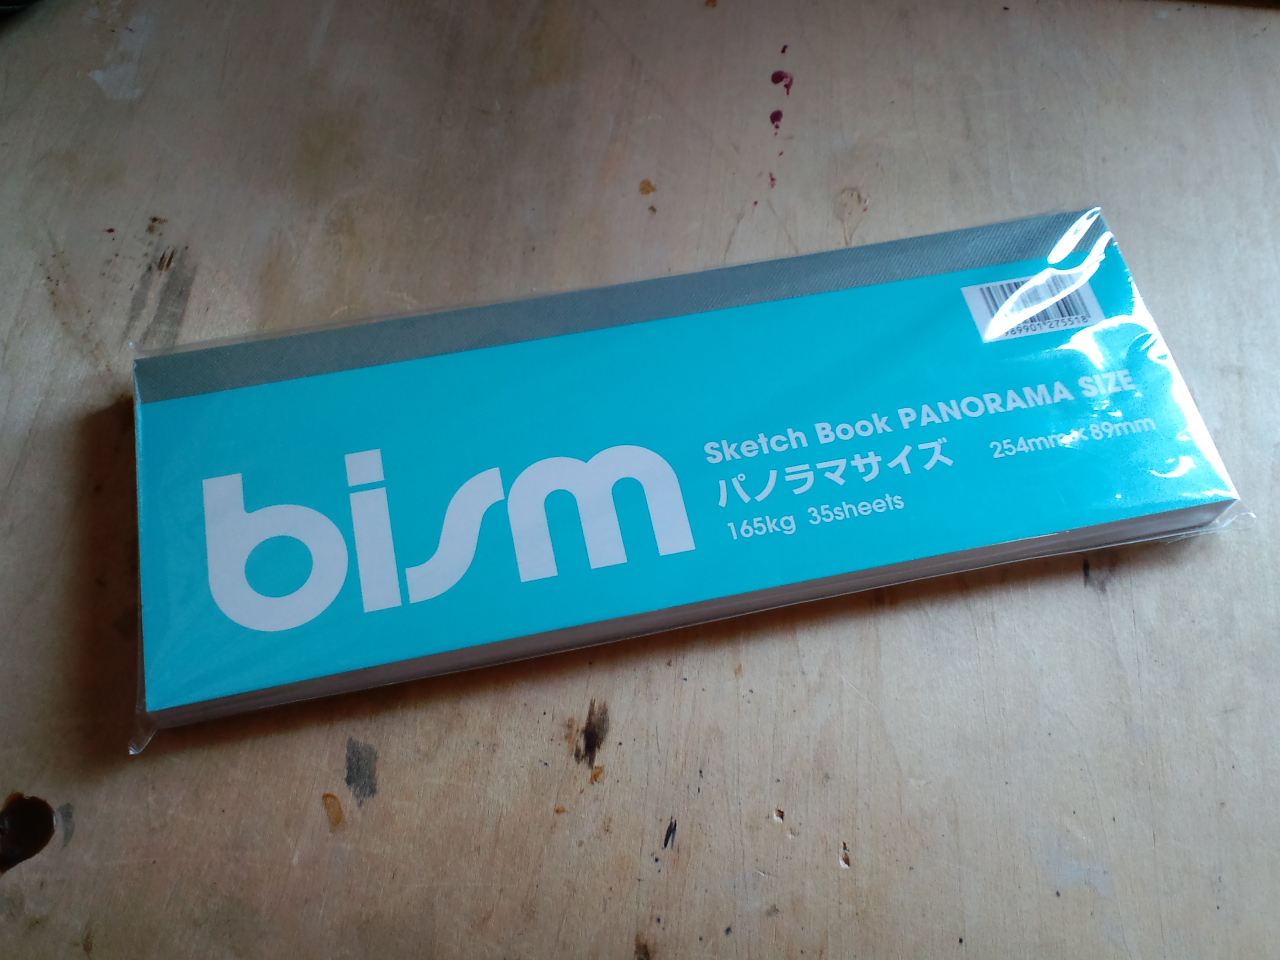 bism
Sketch Book PANORAMA SIZE
パノラマサイズ 254mm×89mm
165kg 35sheets